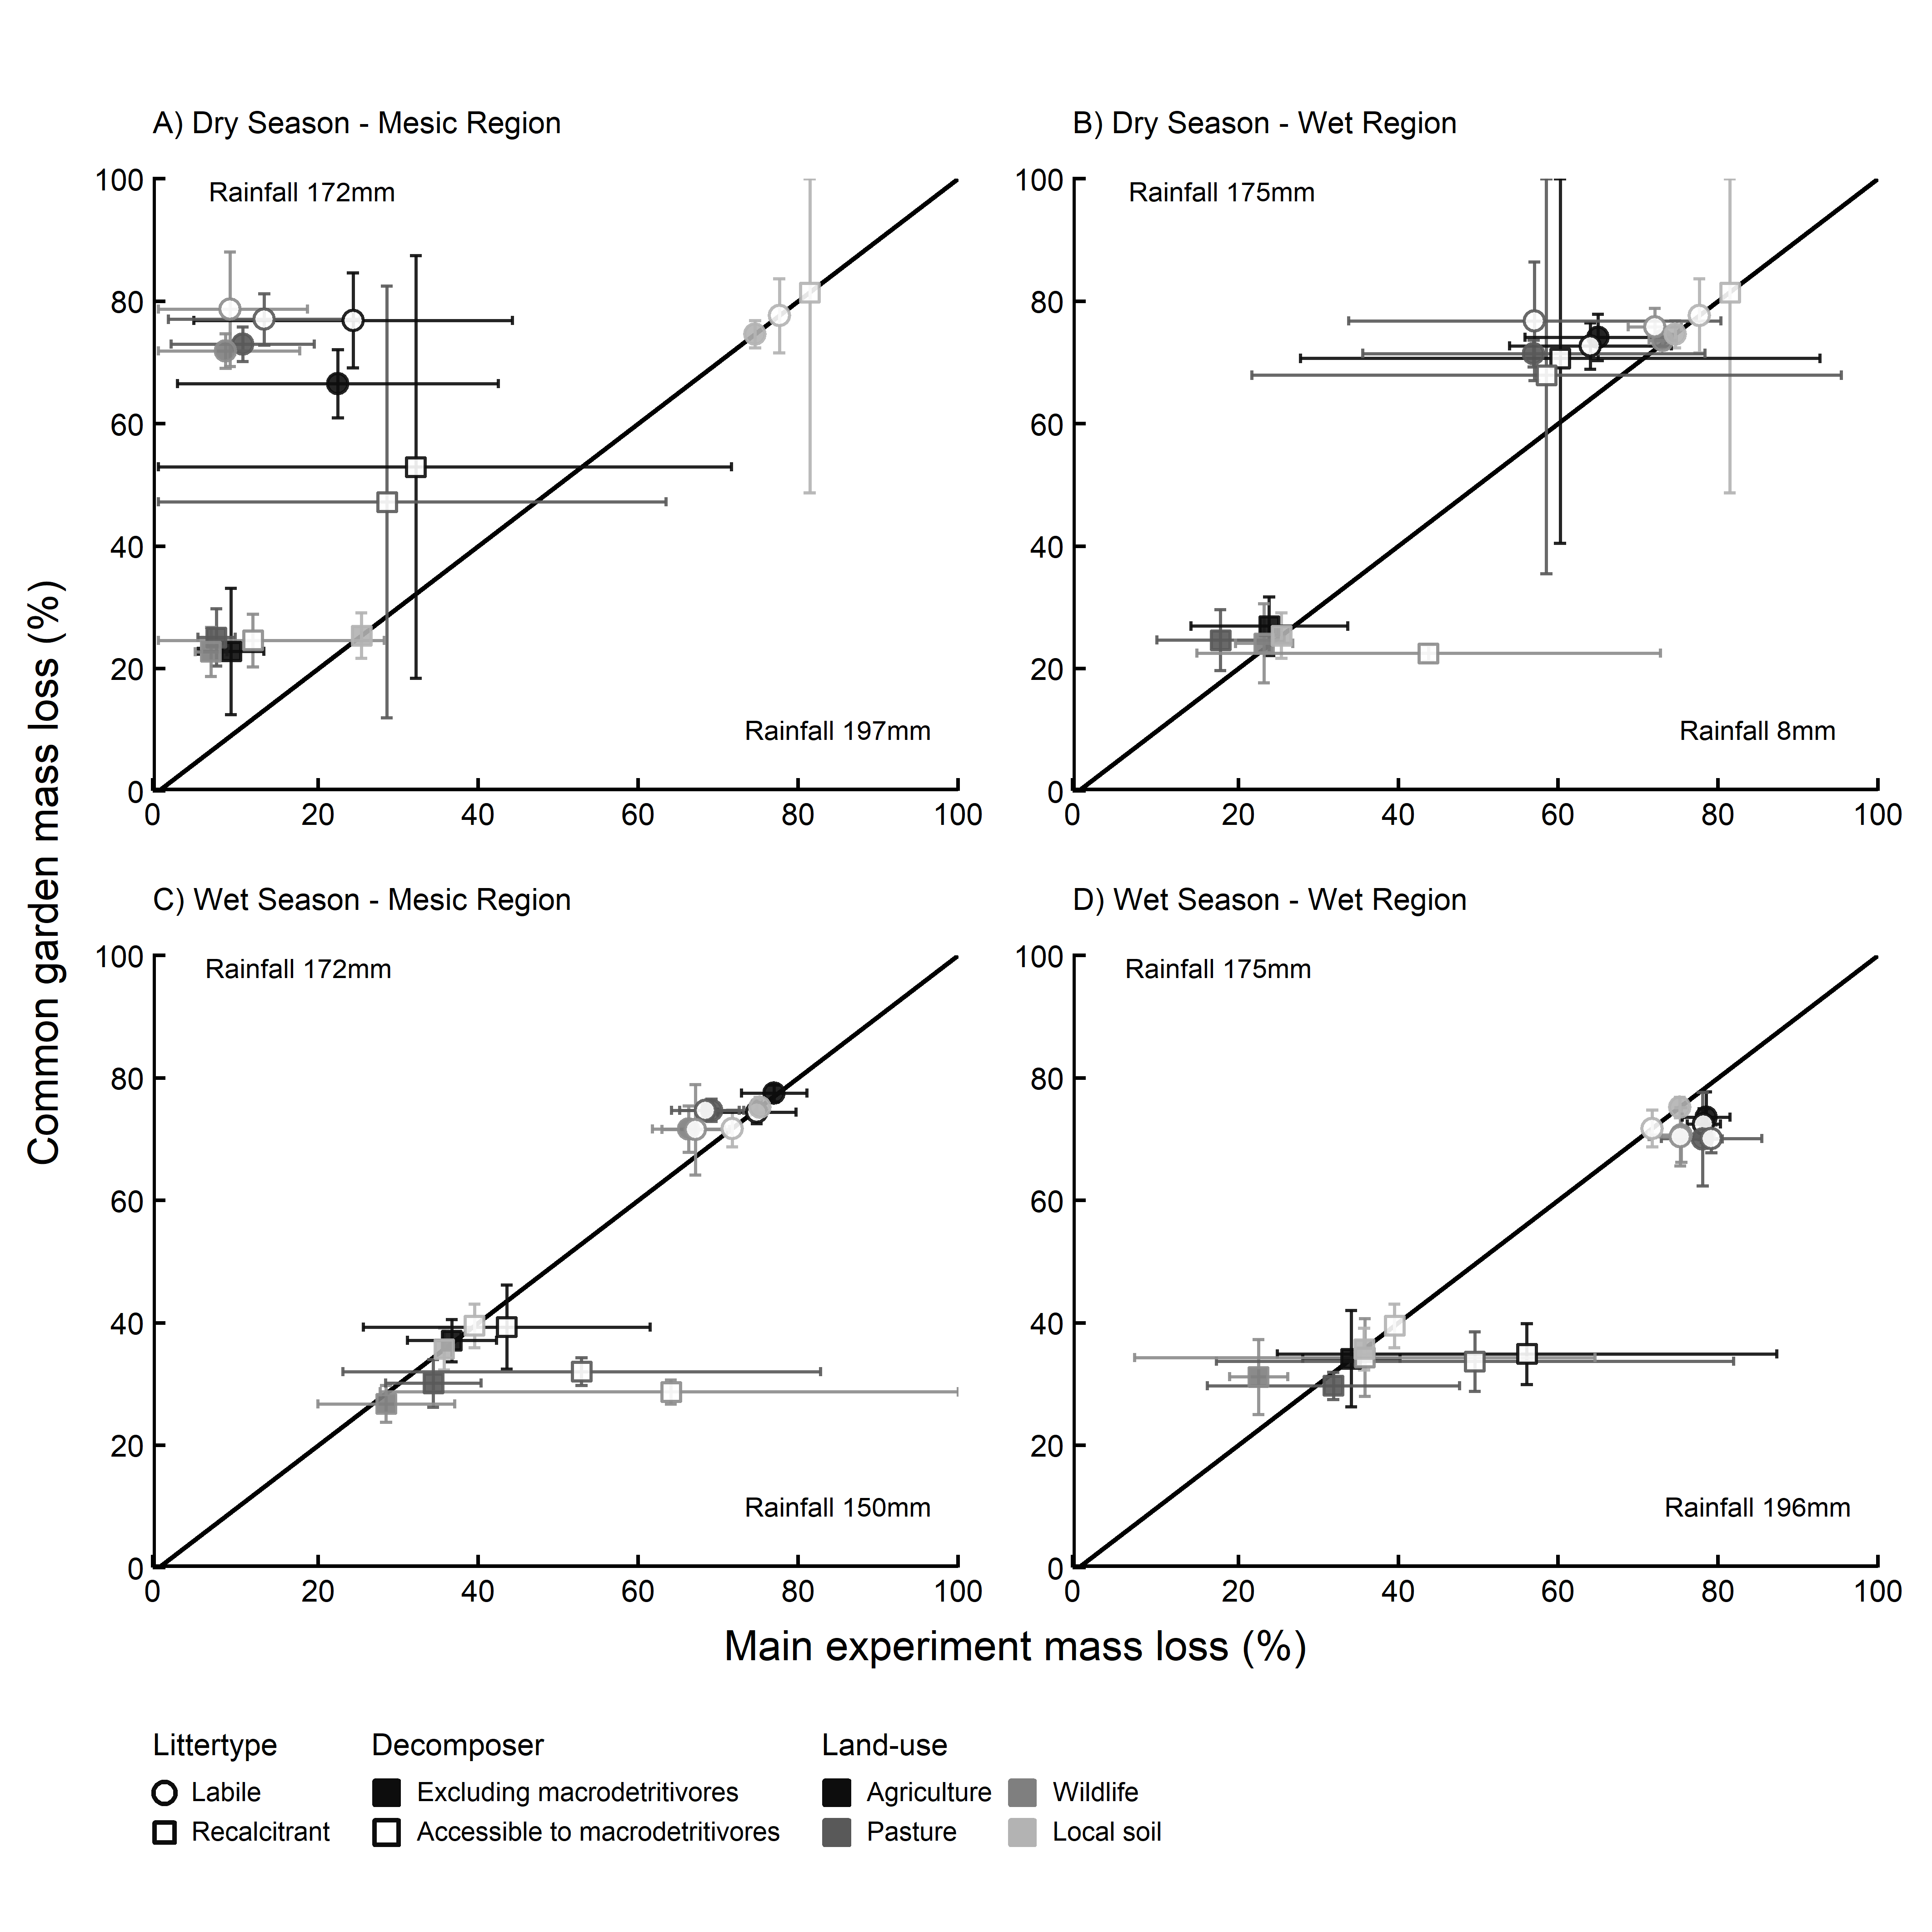 A) Dry Season - Mesic Region
B) Dry Season - Wet Region
100
80
60
40
20
0
Rainfall 172mm
Rainfall 197mm
0 20 40 60 80 100
100
80
60
40
20
0
Rainfall 175mm
Rainfall 8mm
0 20 40 60 80 100
Common garden mass loss (%)
C) Wet Season - Mesic Region
D) Wet Season - Wet Region
100
80
60
40
20
0
Rainfall 172mm
Rainfall 150mm
0 20 40 60 80 100
100
80
60
40
20
0
Rainfall 175mm
Rainfall 196mm
0 20 40 60 80 100
Main experiment mass loss (%)
Littertype
Labile
Recalcitrant
Decomposer
Excluding macrodetritivores
Accessible to macrodetritivores
Land-use
Agriculture
Pasture
Wildlife
Local soil